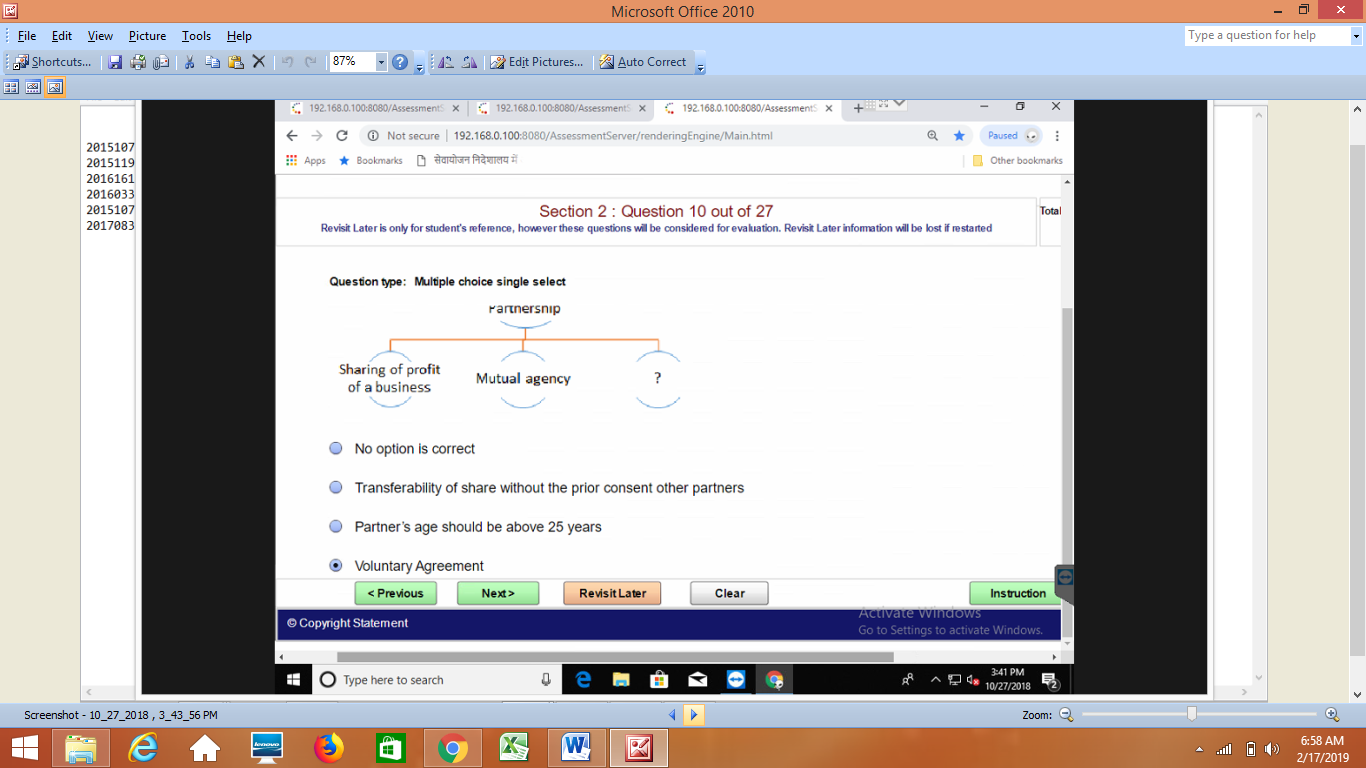 Microsoft Office 2010
File Edit View Picture Tools Help
Type a question for help
Shortcuts...
87%
Edit Pictures...
Auto Correct
192.168.0.100:8080/AssessmentS
192.168.0.100:8080/AssessmentS
192.168.0.100:8080/AssessmentS
Not secure 192.168.0.100:8080/AssessmentServer/renderingEngine/Main.html
Paused
Apps Bookmarks सेवायोजन निदेशालय में
Other bookmarks
2015107
2015119
2016161
2016033
2015107
2017083
Section 2 : Question 10 out of 27
Total
Revisit Later is only for student's reference, however these questions will be considered for evaluation. Revisit Later information will be lost if restarted
Question type: Multiple choice single select
Partnership
Sharing of profit
of a business
Mutual agency
?
No option is correct
Transferability of share without the prior consent other partners
Partner's age should be above 25 years
Voluntary Agreement
< Previous
Next >
Revisit Later
Clear
Instruction
Activate Windows
Go to Settings to activate Windows.
© Copyright Statement
Type here to search
3:41 PM
10/27/2018
2
Screenshot - 10_27_2018 , 3_43_56 PM
Zoom:
lenovo
6:58 AM
2/17/2019